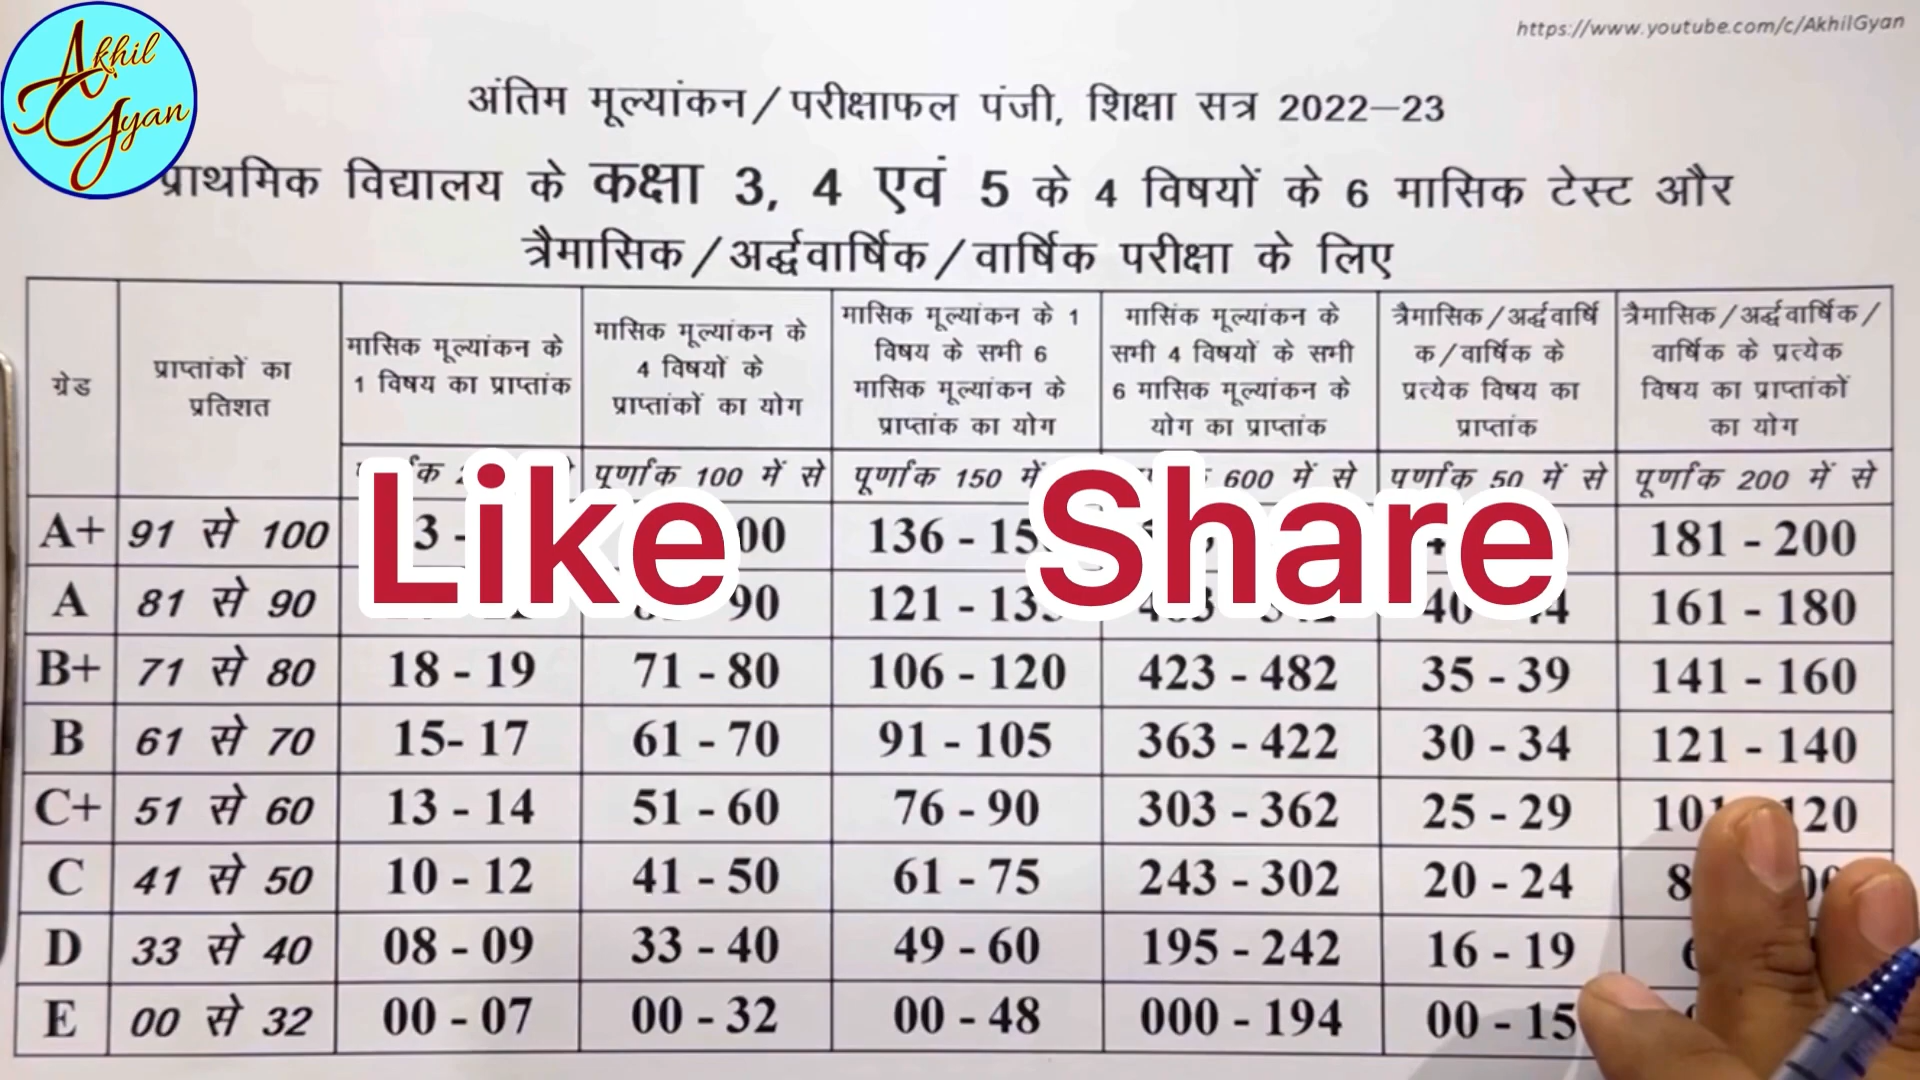 Akhil Gyan
https://www.youtube.com/c/AkhilGyan
अंतिम मूल्यांकन/परीक्षाफल पंजी, शिक्षा सत्र 2022–23
प्राथमिक विद्यालय के कक्षा 3, 4 एवं 5 के 4 विषयों के 6 मासिक टेस्ट और
त्रैमासिक/अर्द्धवार्षिक/वार्षिक परीक्षा के लिए
ग्रेड
प्राप्तांकों का
प्रतिशत
मासिक मूल्यांकन के
1 विषय का प्राप्तांक
मासिक मूल्यांकन के
4 विषयों के
प्राप्तांकों का योग
मासिक मूल्यांकन के 1
विषय के सभी 6
मासिक मूल्यांकन के
प्राप्तांक का योग
मासिंक मूल्यांकन के
सभी 4 विषयों के सभी
6 मासिक मूल्यांकन के
योग का प्राप्तांक
त्रैमासिक/अर्द्धवार्षि
क/वार्षिक के
प्रत्येक विषय का
प्राप्तांक
त्रैमासिक/अर्द्धवार्षिक/
वार्षिक के प्रत्येक
विषय का प्राप्तांकों
का योग
पूर्णांक 100 में से पूर्णांक 150 में 600 में से पूर्णांक 50 में से पूर्णांक 200 में से
Like Share
A+ 91 से 100 136 - 181 - 200
A 81 से 90 90 121 - 161 - 180
B+ 71 से 80 18 - 19 71 - 80 106 - 120 423 - 482 35 - 39 141 - 160
B 61 से 70 15- 17 61 - 70 91 - 105 363 - 422 30 - 34 121 - 140
C+ 51 से 60 13 - 14 51 - 60 76 - 90 303 - 362 25 - 29 120
C 41 से 50 10 - 12 41 - 50 61 - 75 243 - 302 20 - 24
D 33 से 40 08 - 09 33 - 40 49 - 60 195 - 242 16 - 19
E 00 से 32 00 - 07 00 - 32 00 - 48 000 - 194 00 - 15